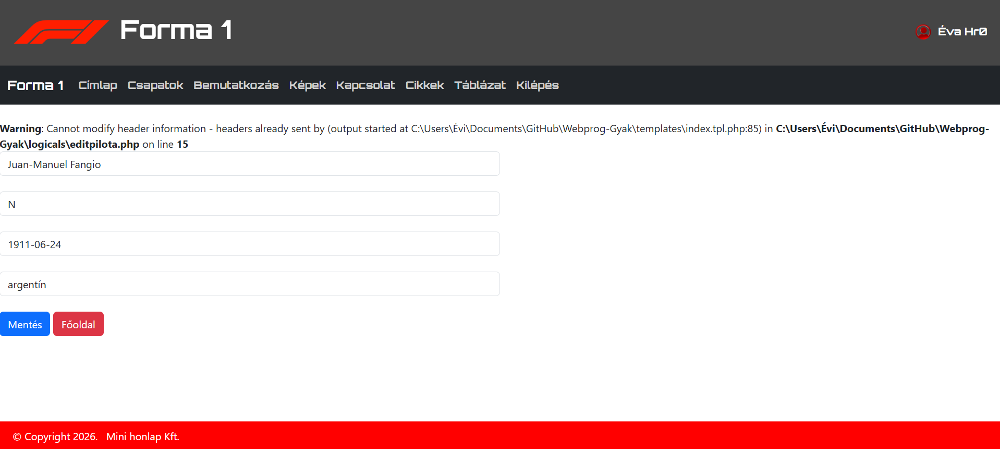 Forma 1
Éva Hr0
Forma 1 Címlap Csapatok Bemutatkozás Képek Kapcsolat Cikkek Táblázat Kilépés
Warning: Cannot modify header information - headers already sent by (output started at C:\Users\Évi\Documents\GitHub\Webprog-Gyak\templates\index.tpl.php:85) in C:\Users\Évi\Documents\GitHub\Webprog-
Gyak\logicals\editpilota.php on line 15
Juan-Manuel Fangio
N
1911-06-24
argentín
Mentés Főoldal
© Copyright 2026. Mini honlap Kft.